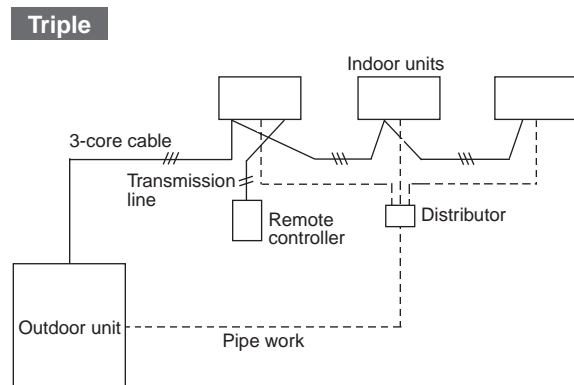 Triple
Indoor units
3-core cable
Transmission
line
Remote
controller
Distributor
Outdoor unit
Pipe work